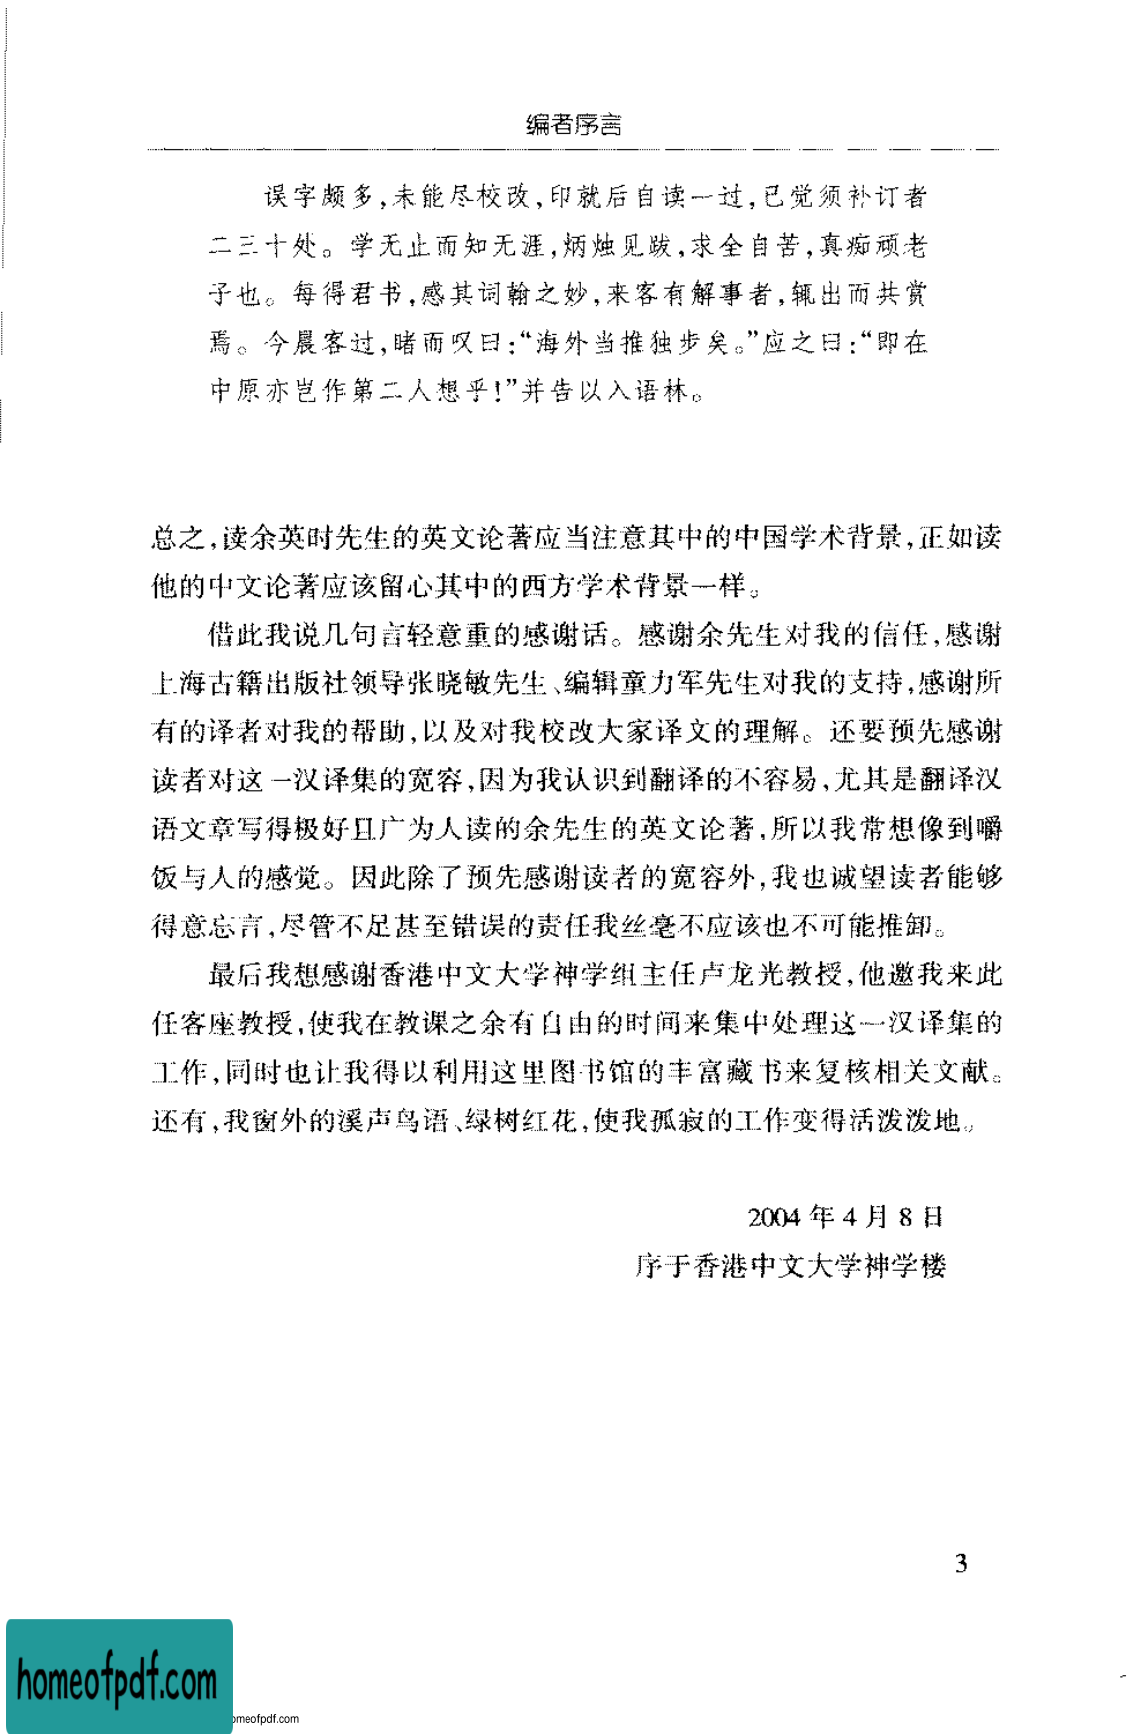 编者序言
误字颇多,未能尽校改,印就后自读一过,已觉须补订者
二三十处。学无止而知无涯,炳烛见跋,求全自苦,真痴顽老
子也。每得君书,感其词翰之妙,来客有解事者,辄出而共赏
焉。今晨客过,睹而叹曰:“海外当推独步矣。”应之曰:“即在
中原亦岂作第二人想乎!”并告以入语林。
总之,读余英时先生的英文论著应当注意其中的中国学术背景,正如读
他的中文论著应该留心其中的西方学术背景一样。
借此我说几句言轻意重的感谢话。感谢余先生对我的信任,感谢
上海古籍出版社领导张晓敏先生、编辑童力军先生对我的支持,感谢所
有的译者对我的帮助,以及对我校改大家译文的理解。还要预先感谢
读者对这一汉译集的宽容,因为我认识到翻译的不容易,尤其是翻译汉
语文章写得极好且广为人读的余先生的英文论著,所以我常想像到嚼
饭与人的感觉。因此除了预先感谢读者的宽容外,我也诚望读者能够
得意忘言,尽管不足甚至错误的责任我丝毫不应该也不可能推卸。
最后我想感谢香港中文大学神学组主任卢龙光教授,他邀我来此
任客座教授,使我在教课之余有自由的时间来集中处理这一汉译集的
工作,同时也让我得以利用这里图书馆的丰富藏书来复核相关文献。
还有,我窗外的溪声鸟语、绿树红花,使我孤寂的工作变得活泼泼地。
2004 年 4 月 8 日
序于香港中文大学神学楼
3
homeofpdf.com
omeofpdf.com